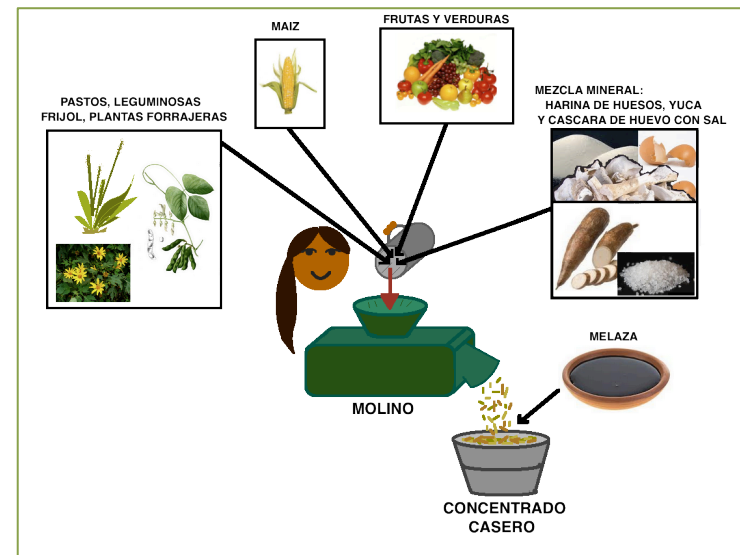 MAIZ
FRUTAS Y VERDURAS
PASTOS, LEGUMINOSAS
FRIJOL, PLANTAS FORRAJERAS
MEZCLA MINERAL:
HARINA DE HUESOS, YUCA
Y CASCARA DE HUEVO CON SAL
MELAZA
MOLINO
CONCENTRADO
CASERO